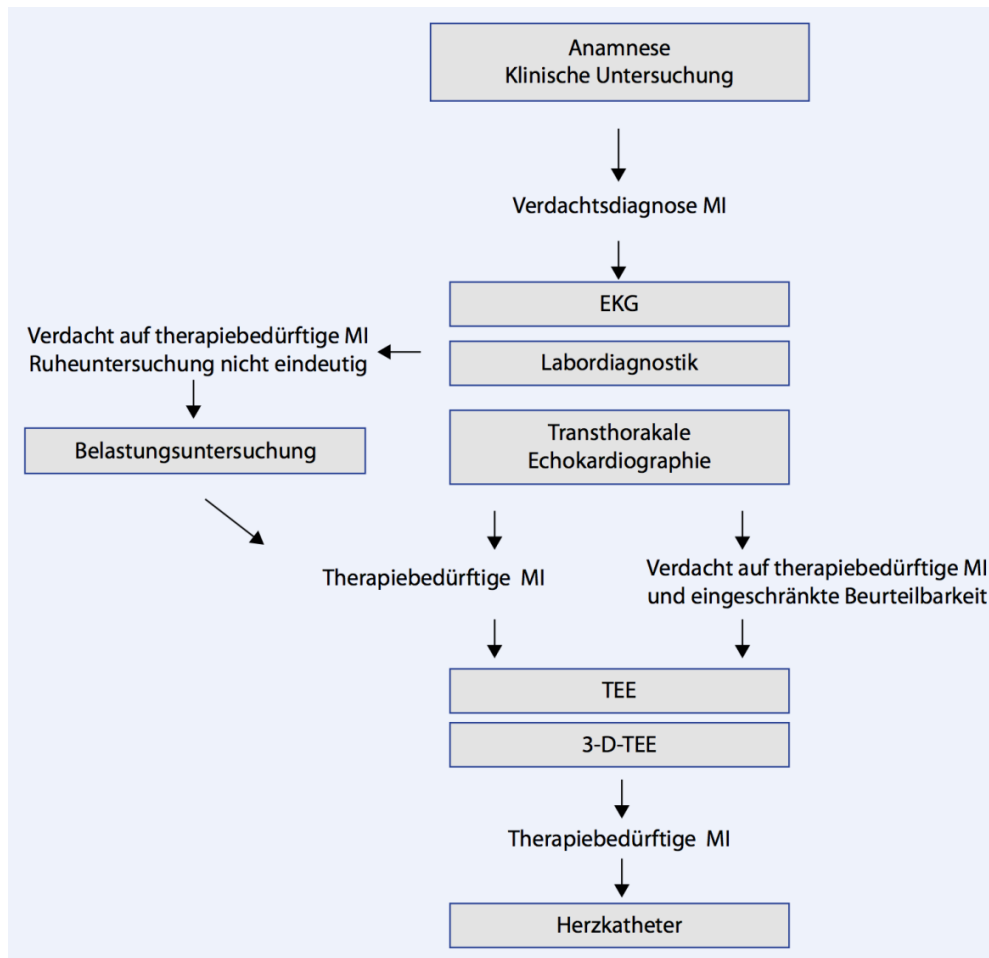 Anamnese
Klinische Untersuchung
Verdachtsdiagnose MI
EKG
Verdacht auf therapiebedürftige MI
Ruheuntersuchung nicht eindeutig
Labordiagnostik
Belastungsuntersuchung
Transthorakale
Echokardiographie
Therapiebedürftige MI
Verdacht auf therapiebedürftige MI
und eingeschränkte Beurteilbarkeit
TEE
3-D-TEE
Therapiebedürftige MI
Herzkatheter